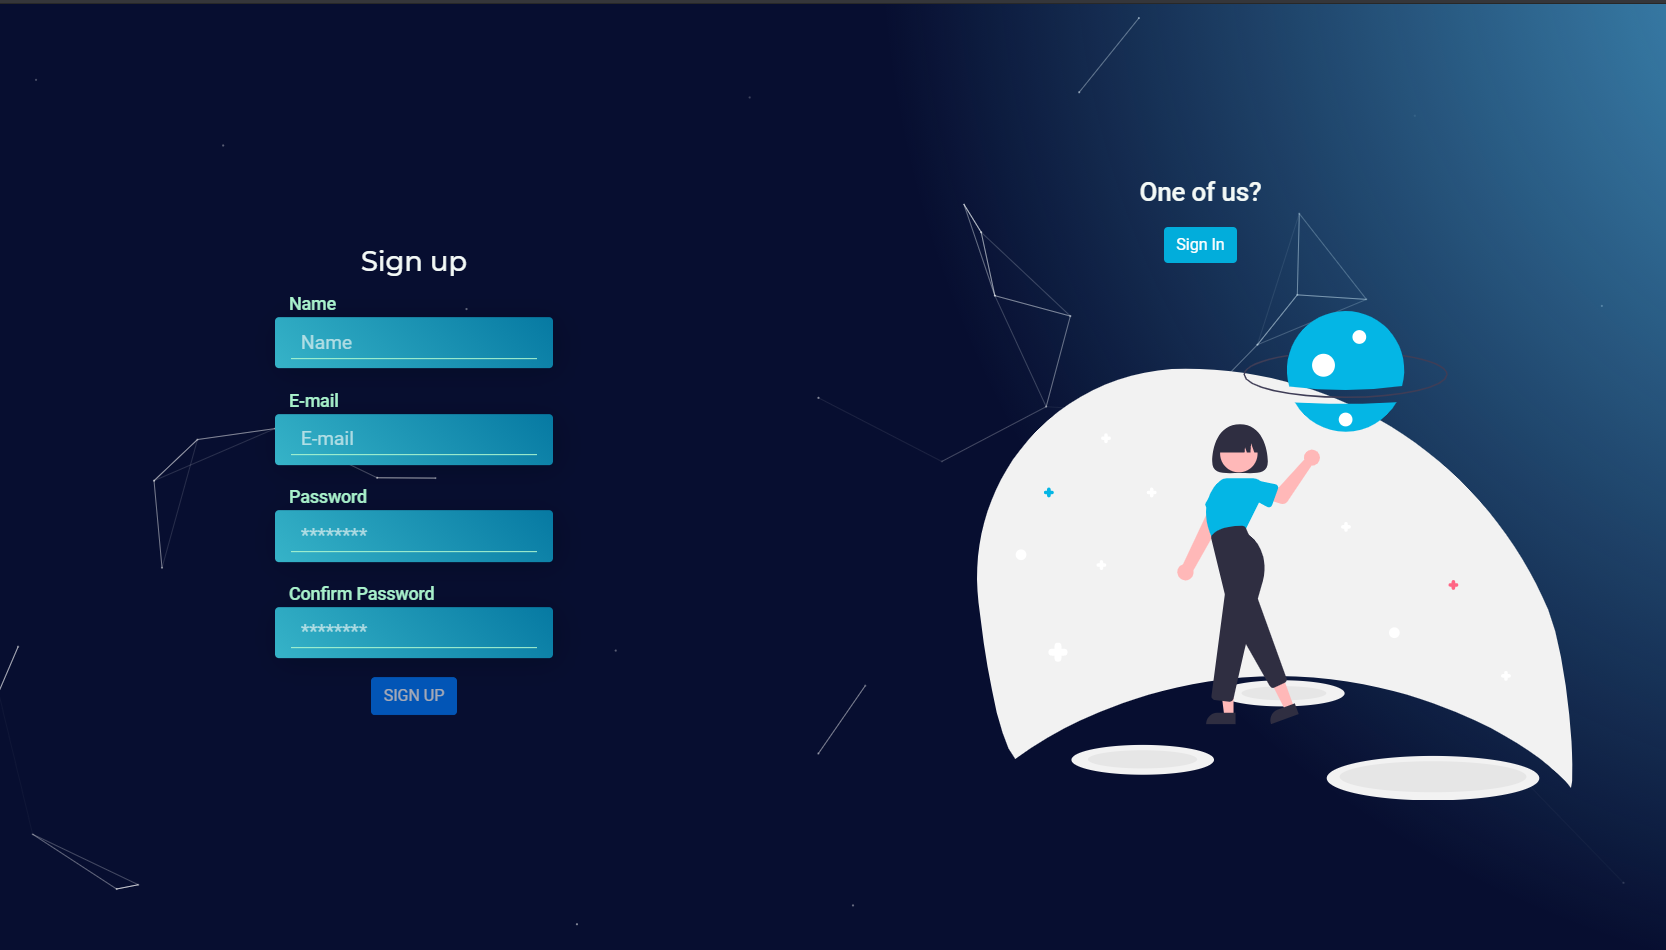 Sign up
Name
Name
E-mail
E-mail
Password
********
Confirm Password
********
SIGN UP
One of us?
Sign In